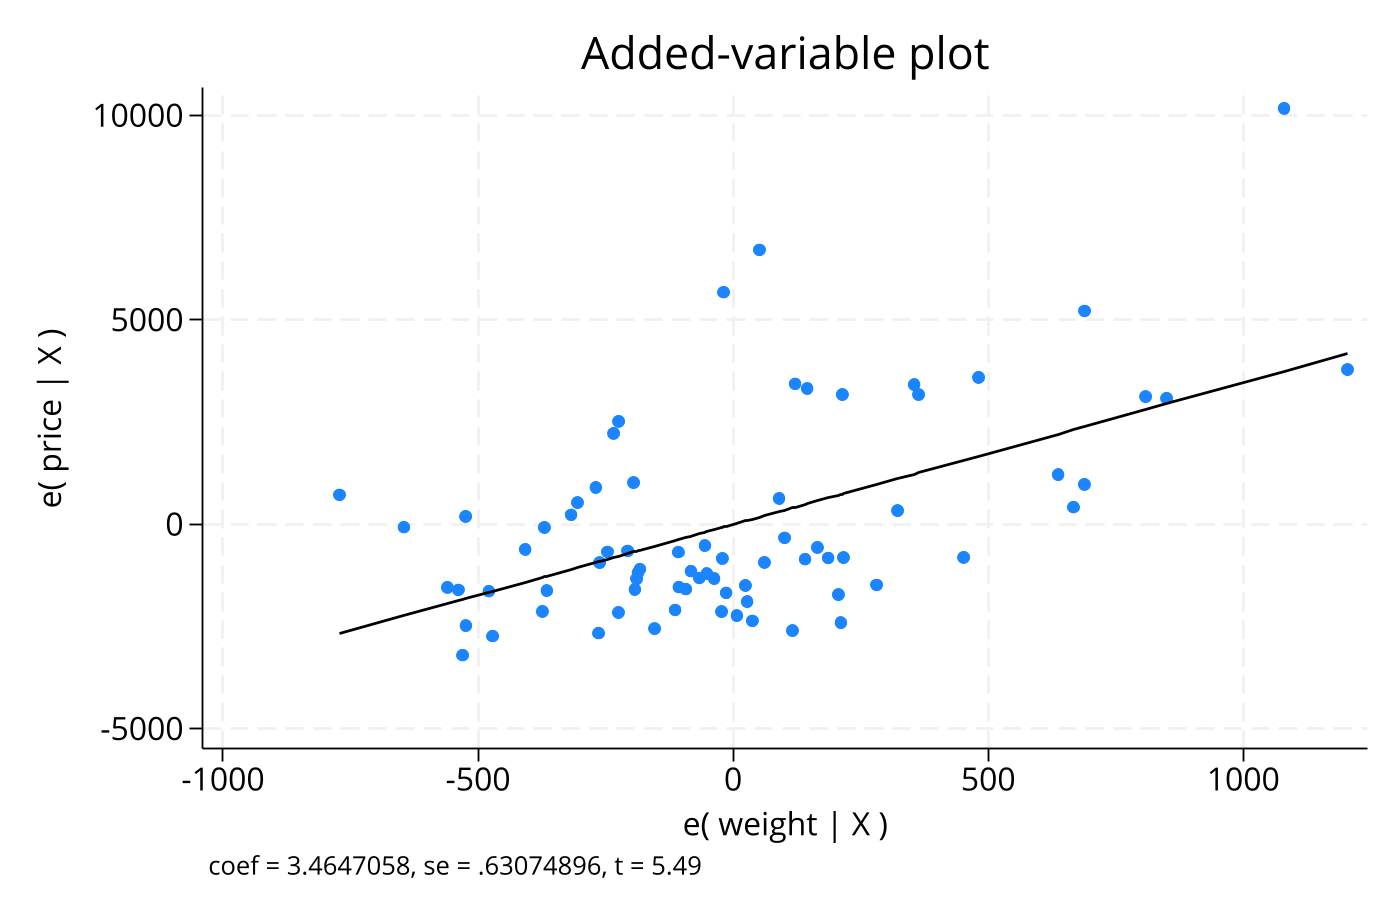 Added-variable plot
10000
5000
0
-5000
e( price | X )
-1000 -500 0 500 1000
e( weight | X )
coef = 3.4647058, se = .63074896, t = 5.49